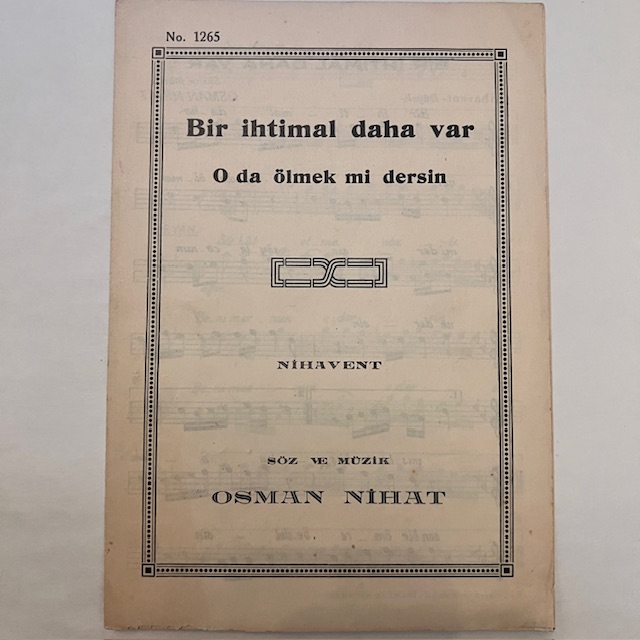 No. 1265
Bir ihtimal daha var
O da ölmek mi dersin
NİHAVENT
SÖZ VE MÜZİK
OSMAN NİHAT